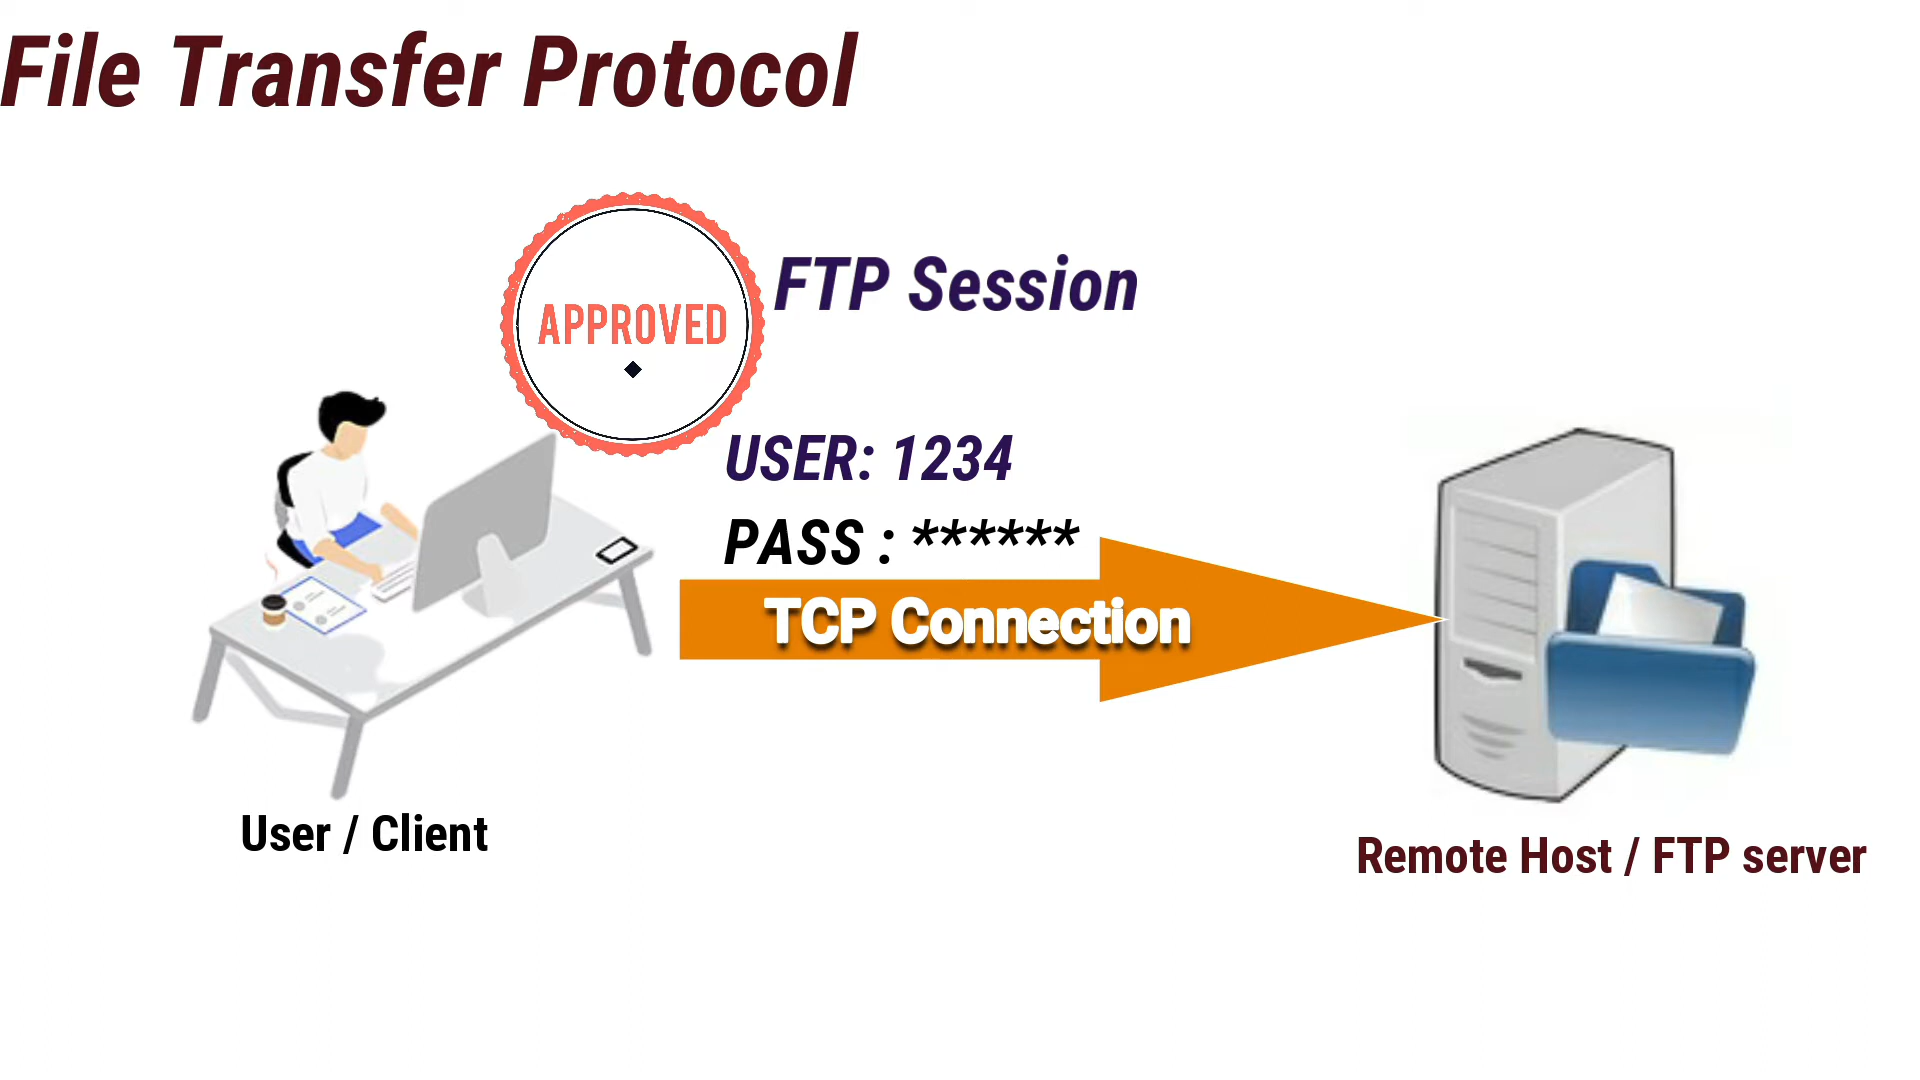 File Transfer Protocol
APPROVED
FTP Session
USER: 1234
PASS : ******
TCP Connection
User / Client
Remote Host / FTP server